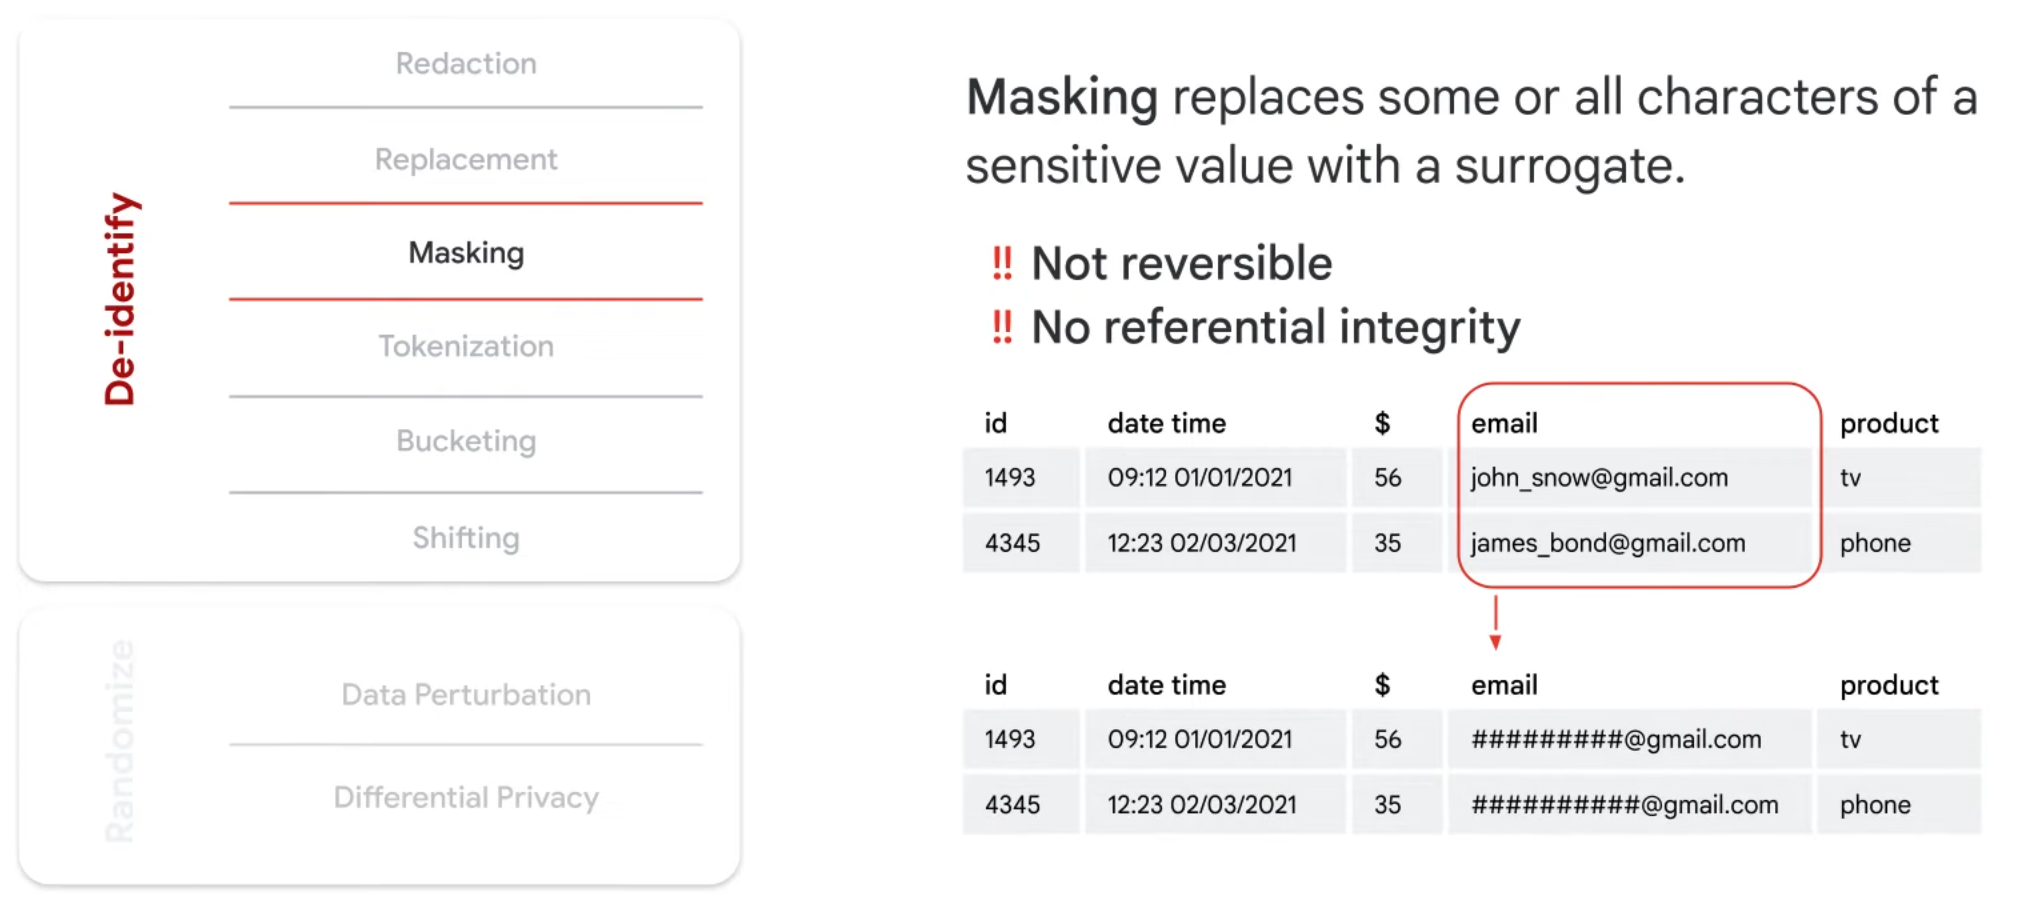 De-identify
Redaction
Replacement
Masking
Tokenization
Bucketing
Shifting
Randomize
Data Perturbation
Differential Privacy
Masking replaces some or all characters of a
sensitive value with a surrogate.
!! Not reversible
!! No referential integrity
id date time $ email product
1493 09:12 01/01/2021 56 john_snow@gmail.com tv
4345 12:23 02/03/2021 35 james_bond@gmail.com phone
id date time $ email product
1493 09:12 01/01/2021 56 #########@gmail.com tv
4345 12:23 02/03/2021 35 ##########@gmail.com phone